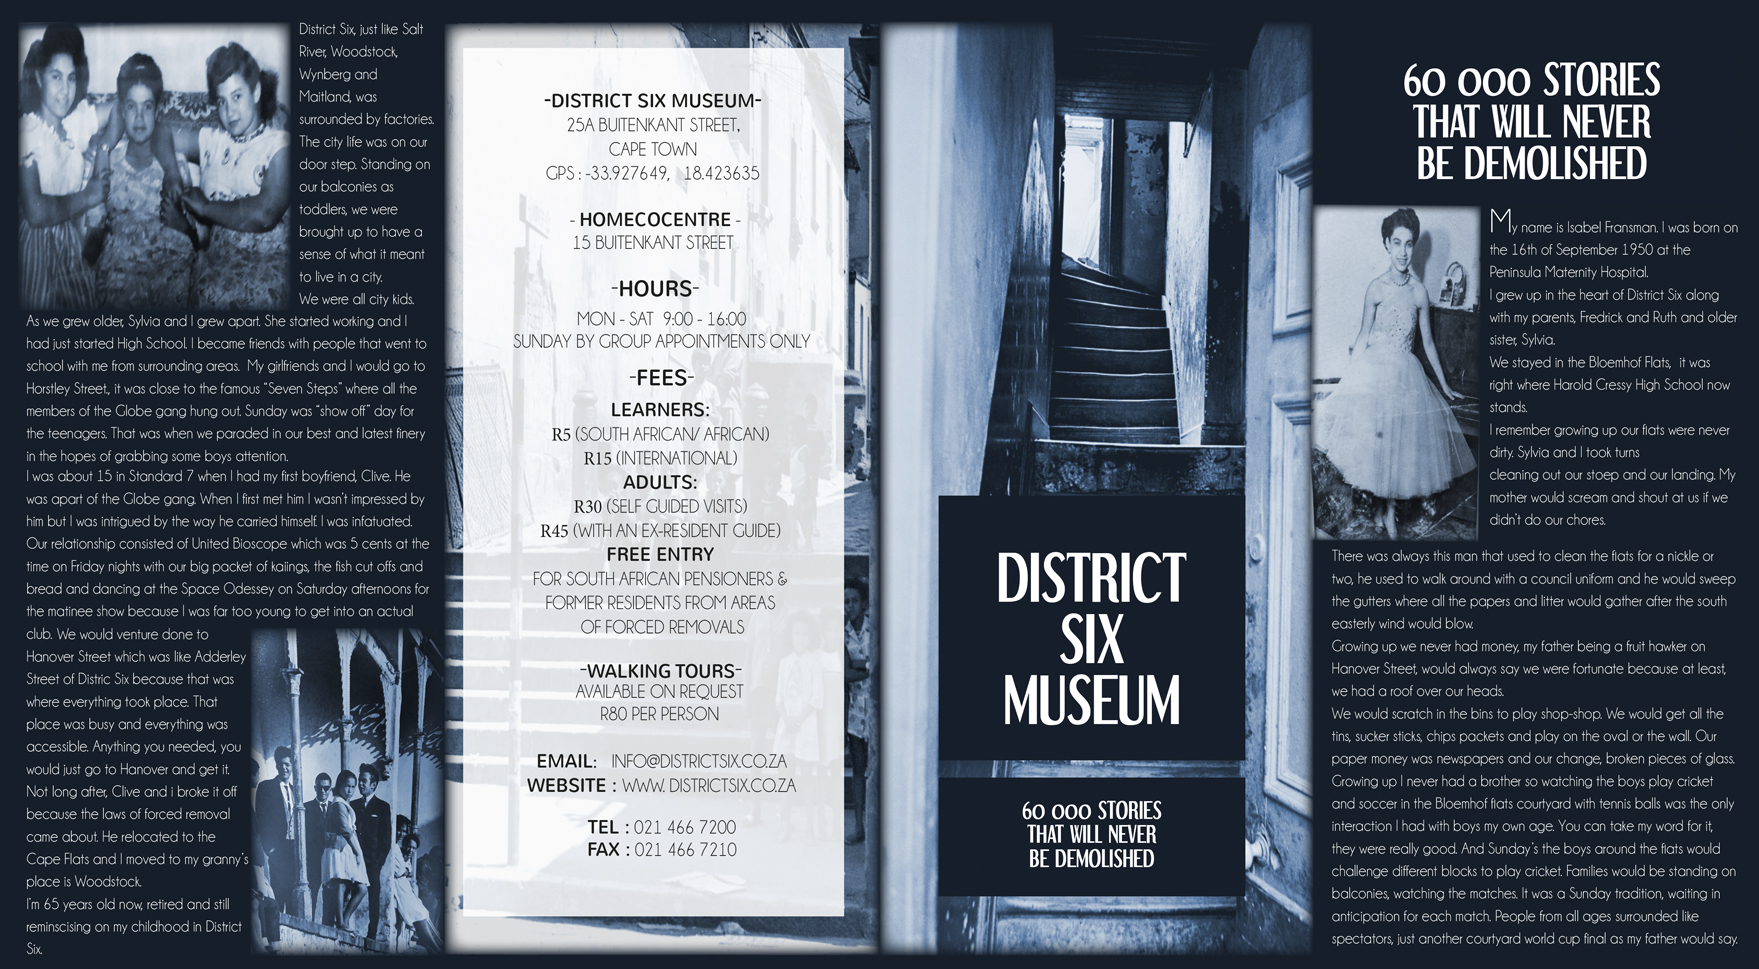 District Six, just like Salt
River, Woodstock,
Wynberg and
Maitland, was
surrounded by factories.
The city life was on our
door step. Standing on
our balconies as
toddlers, we were
brought up to have a
sense of what it meant
to live in a city.
We were all city kids.
As we grew older, Sylvia and I grew apart. She started working and I
had just started High School. I became friends with people that went to
school with me from surrounding areas. My girlfriends and I would go to
Horstley Street, it was close to the famous “Seven Steps” where all the
members of the Globe gang hung out. Sunday was “show off” day for
the teenagers. That was when we paraded in our best and latest finery
in the hopes of grabbing some boys attention.
I was about 15 in Standard 7 when I had my first boyfriend, Clive. He
was apart of the Globe gang. When I first met him I wasn’t impressed by
him but I was intrigued by the way he carried himself. I was infatuated.
Our relationship consisted of United Bioscope which was 5 cents at the
time on Friday nights with our big packet of kaiings, the fish cut offs and
bread and dancing at the Space Odessey on Saturday afternoons for
the matinee show because I was far too young to get into an actual
club. We would venture done to
Hanover Street which was like Adderley
Street of Distric Six because that was
where everything took place. That
place was busy and everything was
accessible. Anything you needed, you
would just go to Hanover and get it.
Not long after, Clive and i broke it off
because the laws of forced removal
came about. He relocated to the
Cape Flats and I moved to my granny’s
place is Woodstock.
I’m 65 years old now, retired and still
reminscising on my childhood in District
Six.
-DISTRICT SIX MUSEUM-
25A BUITENKANT STREET,
CAPE TOWN
GPS : -33.927649, 18.423635
- HOMECOCENTRE -
15 BUITENKANT STREET
-HOURS-
MON - SAT 9:00 - 16:00
SUNDAY BY GROUP APPOINTMENTS ONLY
-FEES-
LEARNERS:
R5 (SOUTH AFRICAN/ AFRICAN)
R15 (INTERNATIONAL)
ADULTS:
R30 (SELF GUIDED VISITS)
R45 (WITH AN EX-RESIDENT GUIDE)
FREE ENTRY
FOR SOUTH AFRICAN PENSIONERS &
FORMER RESIDENTS FROM AREAS
OF FORCED REMOVALS
-WALKING TOURS-
AVAILABLE ON REQUEST
R80 PER PERSON
EMAIL: INFO@DISTRICTSIX.CO.ZA
WEBSITE : WWW. DISTRICTSIX.CO.ZA
TEL : 021 466 7200
FAX : 021 466 7210
DISTRICT
SIX
MUSEUM
60 000 STORIES
THAT WILL NEVER
BE DEMOLISHED
60 000 STORIES
THAT WILL NEVER
BE DEMOLISHED
My name is Isabel Fransman. I was born on
the 16th of September 1950 at the
Peninsula Maternity Hospital.
I grew up in the heart of District Six along
with my parents, Fredrick and Ruth and older
sister, Sylvia.
We stayed in the Bloemhof Flats, it was
right where Harold Cressy High School now
stands.
I remember growing up our flats were never
dirty. Sylvia and I took turns
cleaning out our stoep and our landing. My
mother would scream and shout at us if we
didn’t do our chores.
There was always this man that used to clean the flats for a nickle or
two, he used to walk around with a council uniform and he would sweep
the gutters where all the papers and litter would gather after the south
easterly wind would blow.
Growing up we never had money, my father being a fruit hawker on
Hanover Street, would always say we were fortunate because at least,
we had a roof over our heads.
We would scratch in the bins to play shop-shop. We would get all the
tins, sucker sticks, chips packets and play on the oval or the wall. Our
paper money was newspapers and our change, broken pieces of glass.
Growing up I never had a brother so watching the boys play cricket
and soccer in the Bloemhof flats courtyard with tennis balls was the only
interaction I had with boys my own age. You can take my word for it,
they were really good. And Sunday’s the boys around the flats would
challenge different blocks to play cricket. Families would be standing on
balconies, watching the matches. It was a Sunday tradition, waiting in
anticipation for each match. People from all ages surrounded like
spectators, just another courtyard world cup final as my father would say.